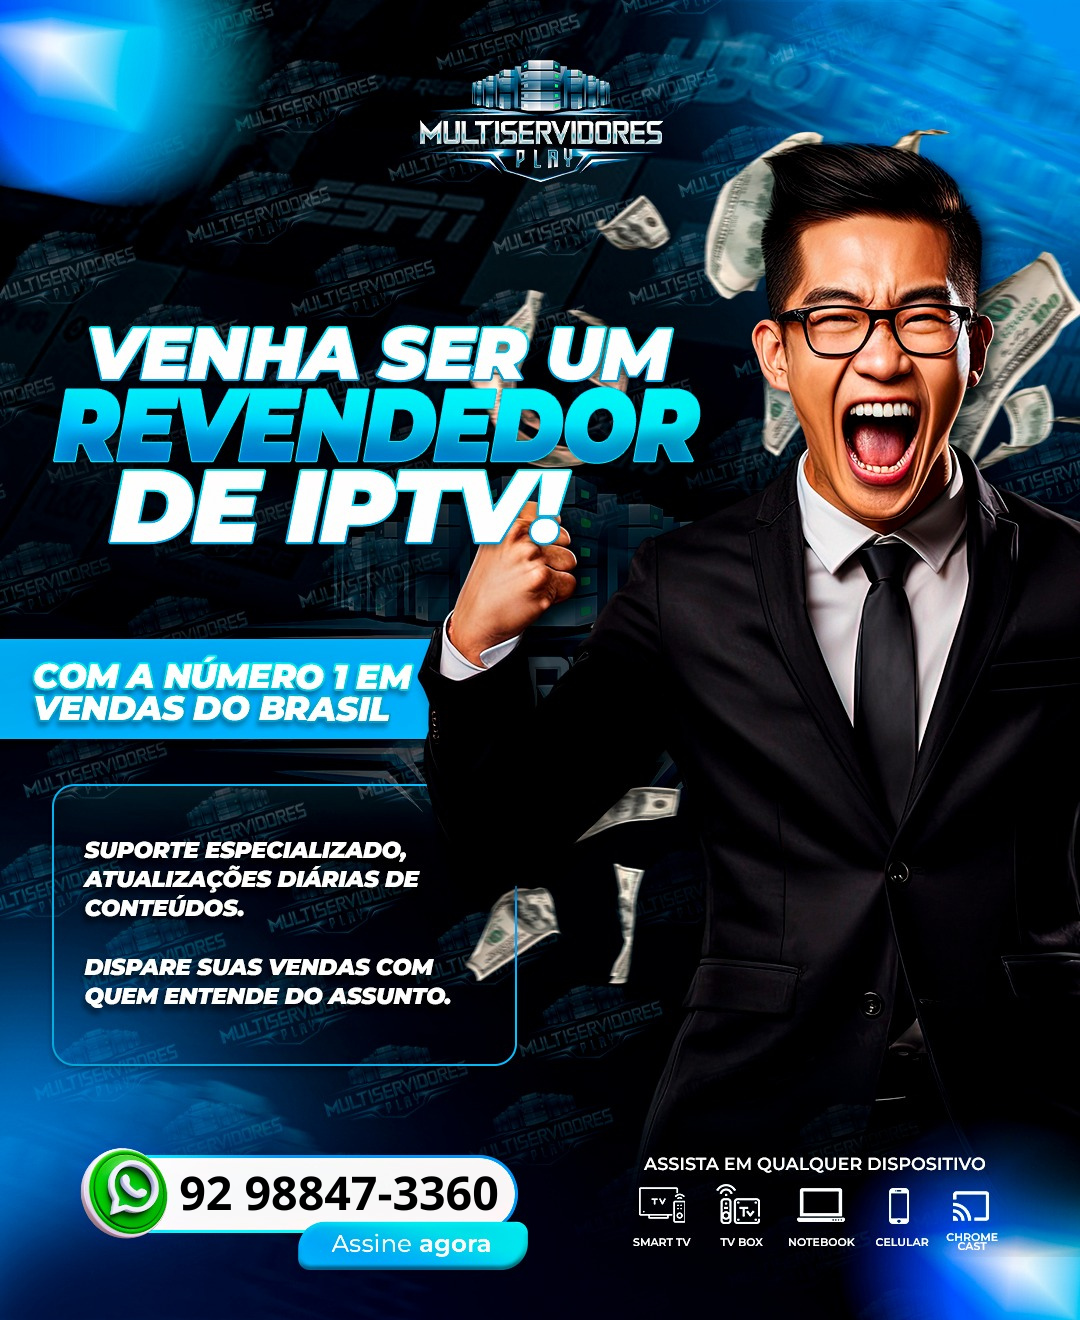 MULTISERVIDORES
PLAY
VENHA SER UM
REVENDEDOR
DE IPTV!
COM A NÚMERO 1 EM
VENDAS DO BRASIL
SUPORTE ESPECIALIZADO,
ATUALIZAÇÕES DIÁRIAS DE
CONTEÚDOS.
DISPARE SUAS VENDAS COM
QUEM ENTENDE DO ASSUNTO.
92 98847-3360
Assine agora
ASSISTA EM QUALQUER DISPOSITIVO
SMART TV
TV BOX
NOTEBOOK
CELULAR
CHROME
CAST